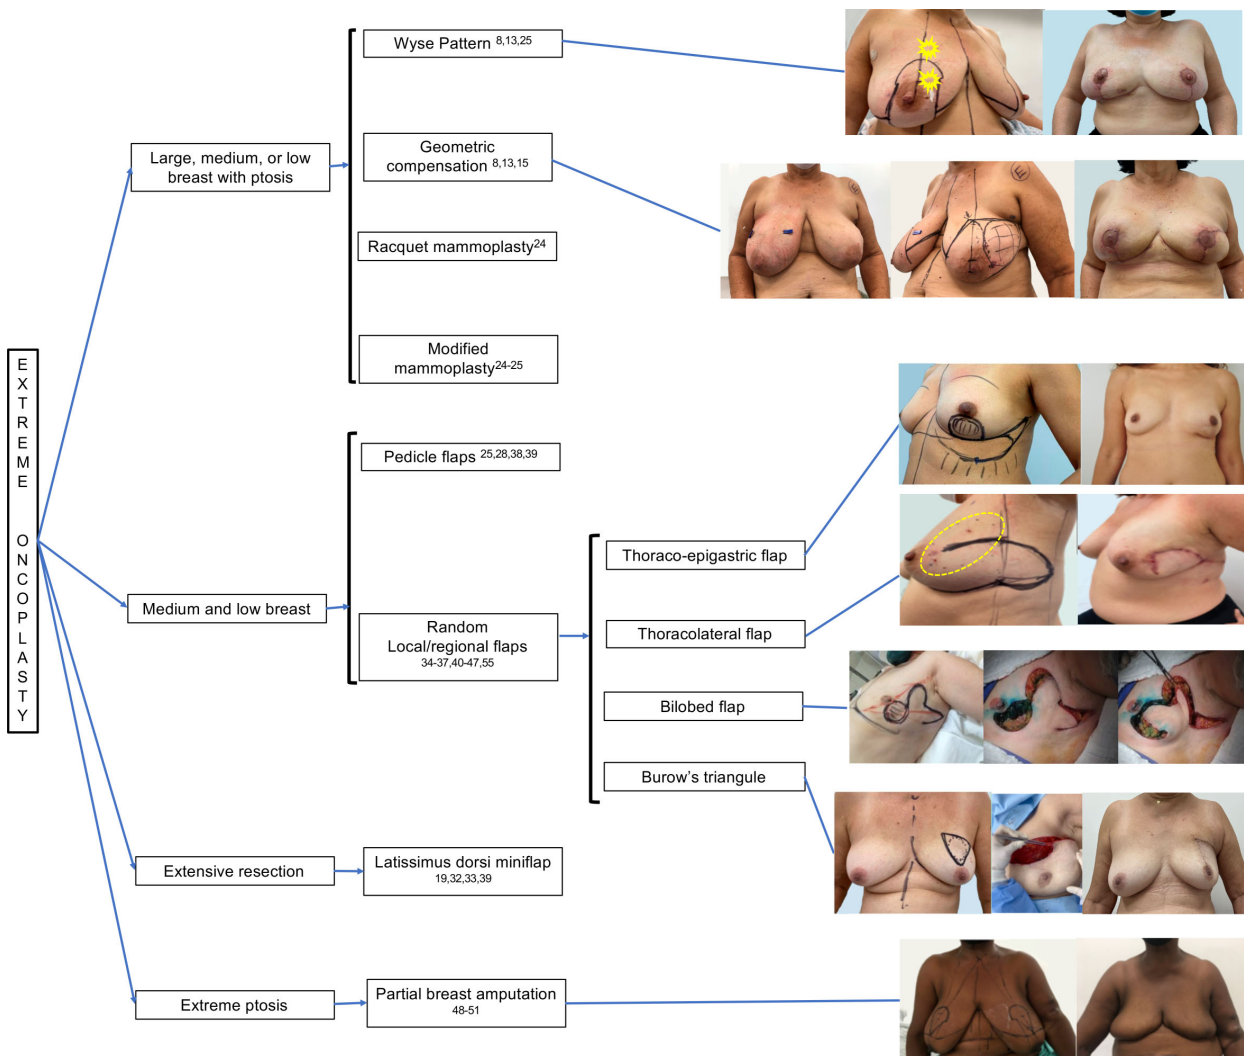 EXTREME ONCOPLASTY
Large, medium, or low
breast with ptosis
Wyse Pattern 8,13,25
Geometric
compensation 8,13,15
Racquet mammoplasty24
Modified
mammoplasty24-25
Medium and low breast
Pedicle flaps 25,28,38,39
Random
Local/regional flaps
34-37,40-47,55
Thoraco-epigastric flap
Thoracolateral flap
Bilobed flap
Burow's triangule
Extensive resection
Latissimus dorsi miniflap
19,32,33,39
Extreme ptosis
Partial breast amputation
48-51